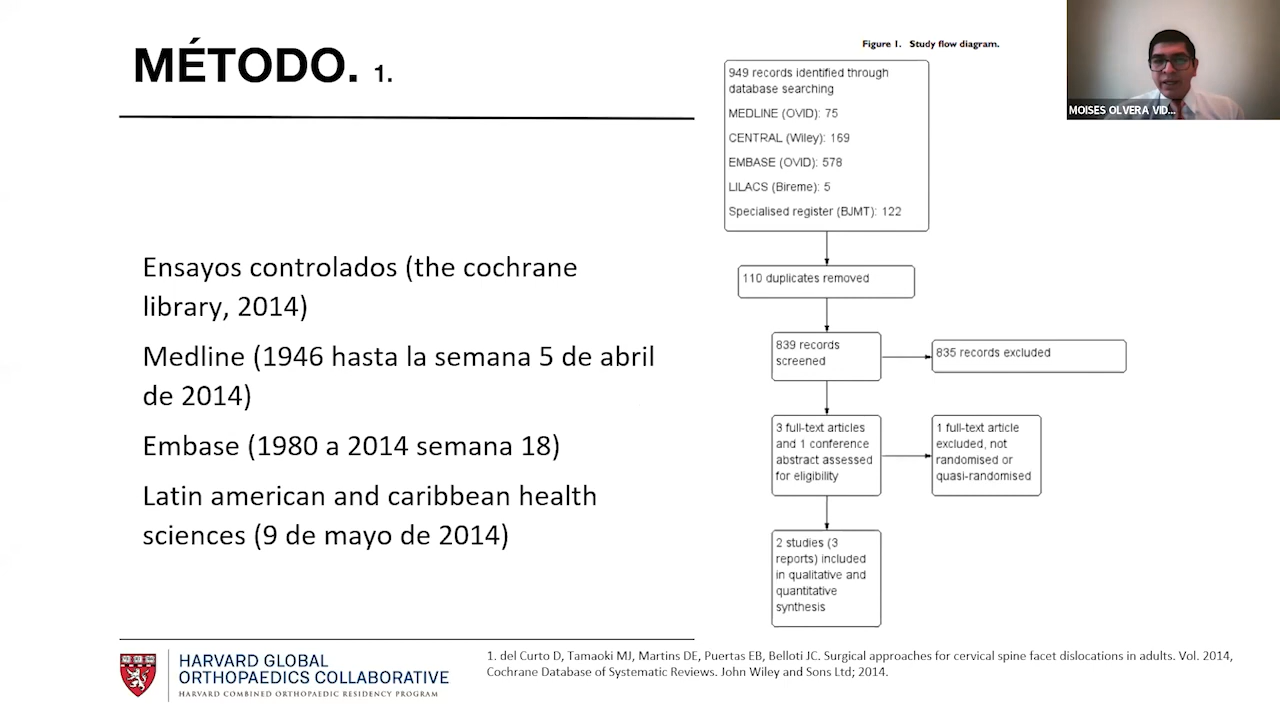 MÉTODO. 1.
Ensayos controlados (the cochrane
library, 2014)
Medline (1946 hasta la semana 5 de abril
de 2014)
Embase (1980 a 2014 semana 18)
Latin american and caribbean health
sciences (9 de mayo de 2014)
Figure 1. Study flow diagram.
949 records identified through
database searching
MEDLINE (OVID): 75
CENTRAL (Wiley): 169
EMBASE (OVID): 578
LILACS (Bireme): 5
Specialised register (BJMT): 122
110 duplicates removed
839 records
screened
835 records excluded
3 full-text articles
and 1 conference
abstract assessed
for eligibility
1 full-text article
excluded, not
randomised or
quasi-randomised
2 studies (3
reports) included
in qualitative and
quantitative
synthesis
MOISES OLVERA VID...
HARVARD GLOBAL
ORTHOPAEDICS COLLABORATIVE
HARVARD COMBINED ORTHOPAEDIC RESIDENCY PROGRAM
1. del Curto D, Tamaoki MJ, Martins DE, Puertas EB, Belloti JC. Surgical approaches for cervical spine facet dislocations in adults. Vol. 2014,
Cochrane Database of Systematic Reviews. John Wiley and Sons Ltd; 2014.